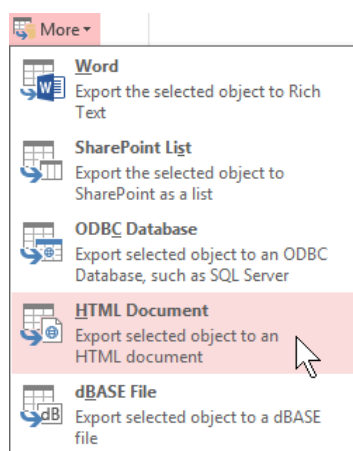 More
Word
Export the selected object to Rich
Text
SharePoint List
Export the selected object to
SharePoint as a list
ODBC Database
Export selected object to an ODBC
Database, such as SQL Server
HTML Document
Export selected object to an
HTML document
dBASE File
dB
Export selected object to a dBASE
file